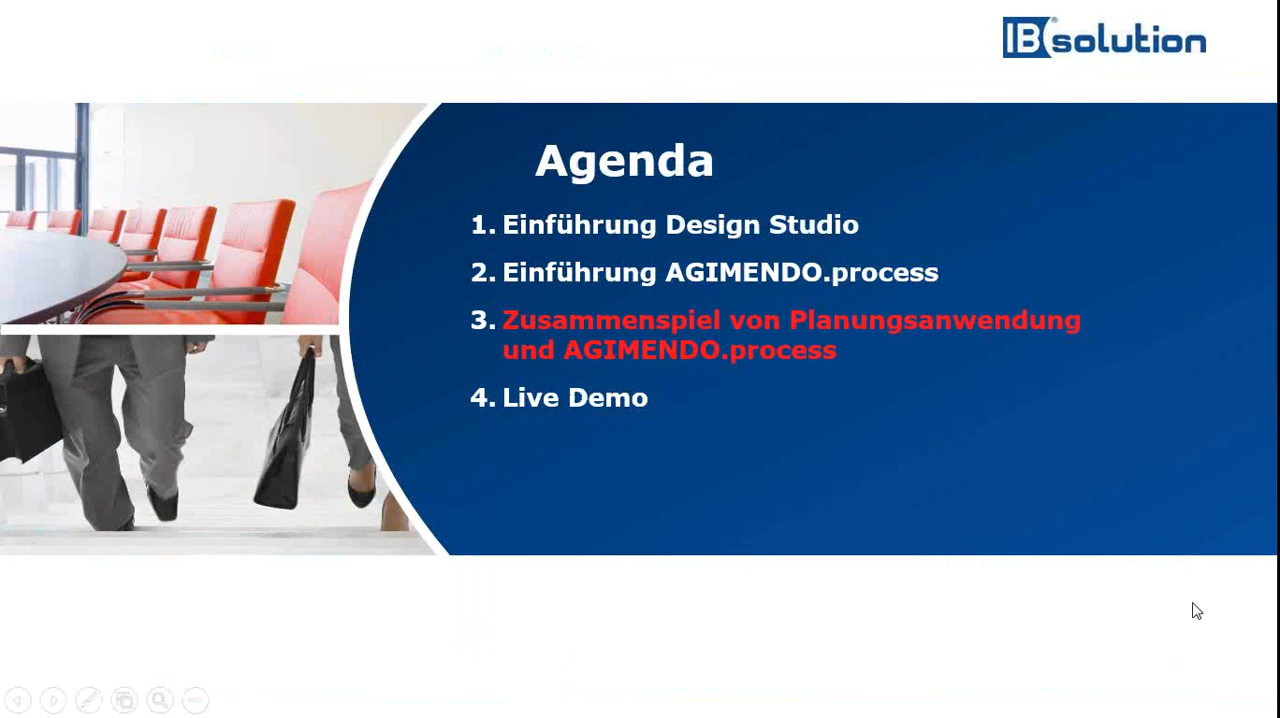 IBsolution®
Agenda
1. Einführung Design Studio
2. Einführung AGIMENDO.process
3. Zusammenspiel von Planungsanwendung
und AGIMENDO.process
4. Live Demo